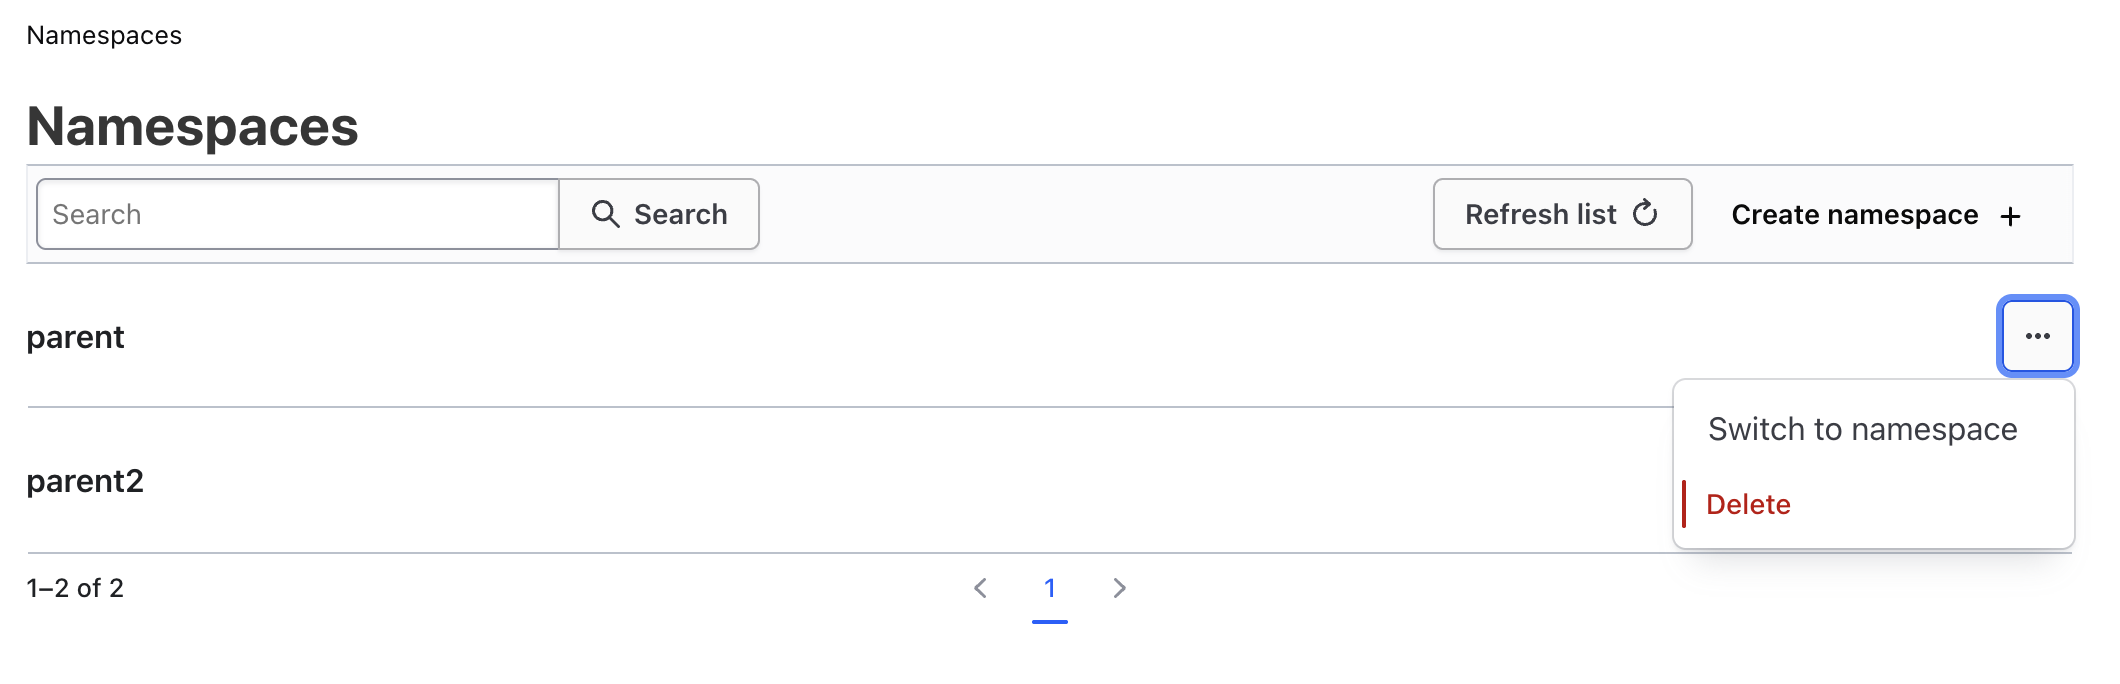 Namespaces
Namespaces
Search
Search
Refresh list
Create namespace +
parent
Switch to namespace
parent2
Delete
1–2 of 2
1